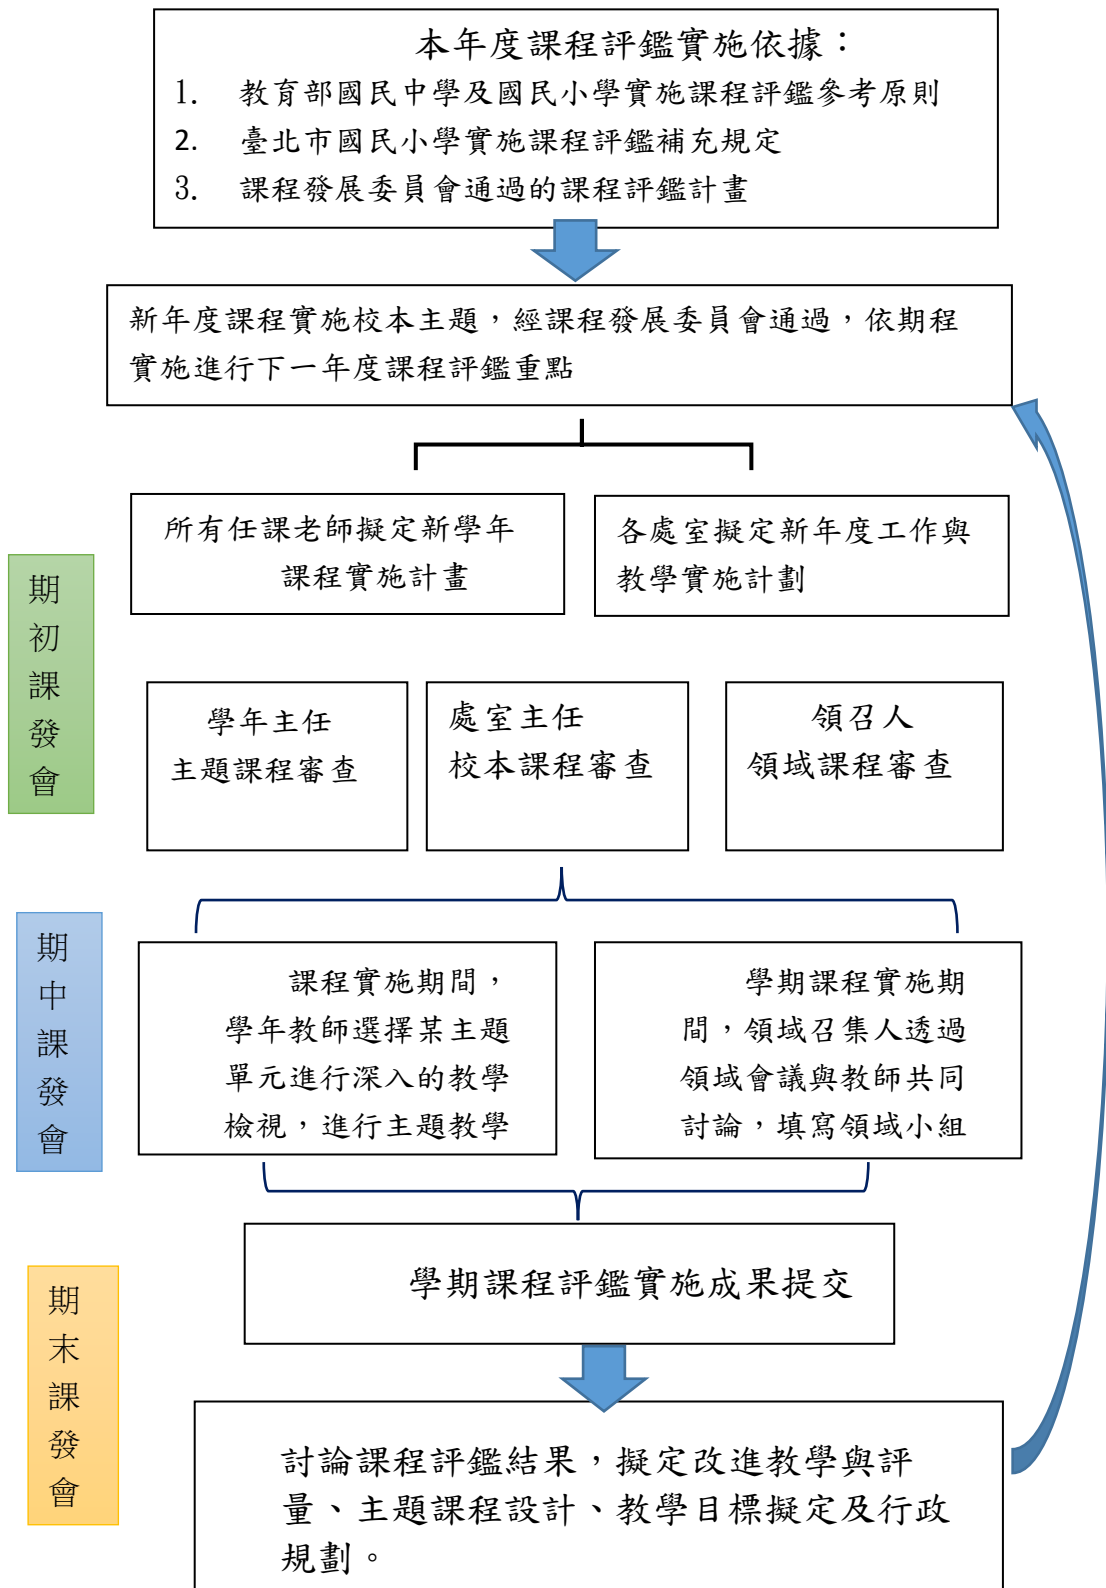 本年度課程評鑑實施依據：
1. 教育部國民中學及國民小學實施課程評鑑參考原則
2. 臺北市國民小學實施課程評鑑補充規定
3. 課程發展委員會通過的課程評鑑計畫
新年度課程實施校本主題，經課程發展委員會通過，依期程
實施進行下一年度課程評鑑重點
期初課發會
所有任課老師擬定新學年
課程實施計畫
各處室擬定新年度工作與
教學實施計劃
學年主任
主題課程審查
處室主任
校本課程審查
領召人
領域課程審查
期中課發會
課程實施期間，
學年教師選擇某主題
單元進行深入的教學
檢視，進行主題教學
學期課程實施期
間，領域召集人透過
領域會議與教師共同
討論，填寫領域小組
期末課發會
學期課程評鑑實施成果提交
討論課程評鑑結果，擬定改進教學與評
量、主題課程設計、教學目標擬定及行政
規劃。